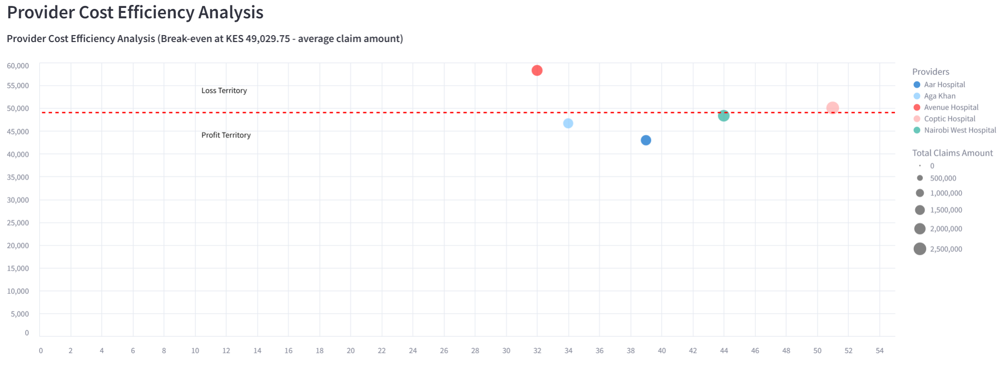 Provider Cost Efficiency Analysis
Provider Cost Efficiency Analysis (Break-even at KES 49,029.75 - average claim amount)
60,000
55,000
50,000
45,000
40,000
35,000
30,000
25,000
20,000
15,000
10,000
5,000
0
Loss Territory
Profit Territory
0 2 4 6 8 10 12 14 16 18 20 22 24 26 28 30 32 34 36 38 40 42 44 46 48 50 52 54
Providers
Aar Hospital
Aga Khan
Avenue Hospital
Coptic Hospital
Nairobi West Hospital
Total Claims Amount
0
500,000
1,000,000
1,500,000
2,000,000
2,500,000